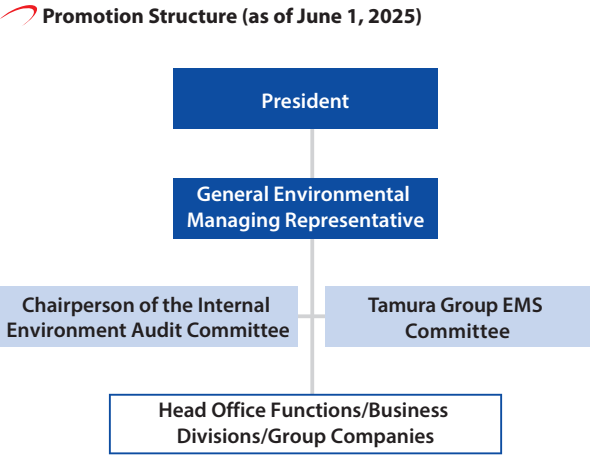 Promotion Structure (as of June 1, 2025)
President
General Environmental
Managing Representative
Chairperson of the Internal
Environment Audit Committee
Tamura Group EMS
Committee
Head Office Functions/Business
Divisions/Group Companies